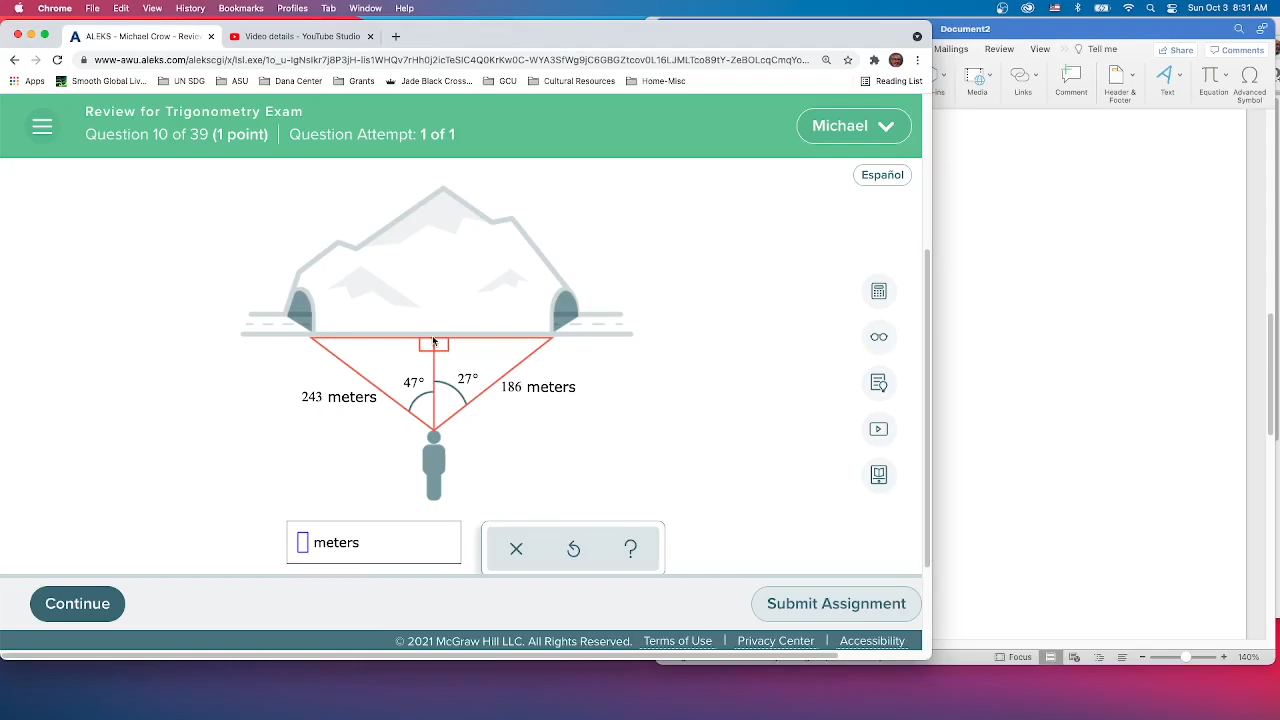 Chrome File Edit View History Bookmarks Profiles Tab Window Help Sun Oct 3 8:31 AM
ALEKS - Michael Crow - Revie
Video details - YouTube Studio
Document2
Mailings Review View Tell me Share Comments
Apps Smooth Global Liv... UN SDG ASU Dana Center Grants Jade Black Cross... GCU Cultural Resources Home-Misc Reading List
Media Links Comment Header & Footer Text Equation Advanced Symbol
Review for Trigonometry Exam
Question 10 of 39 (1 point) Question Attempt: 1 of 1
Michael
Español
47° 27°
243 meters
186 meters
meters
Continue
Submit Assignment
© 2021 McGraw Hill LLC. All Rights Reserved. Terms of Use Privacy Center Accessibility
Focus 140%